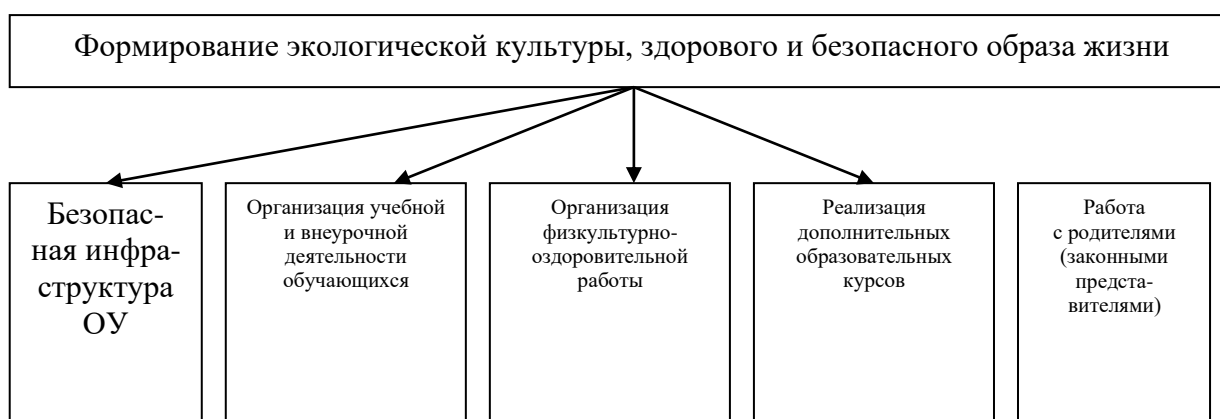 Формирование экологической культуры, здорового и безопасного образа жизни
Безопас-
ная инфра-
структура
ОУ
Организация учебной
и внеурочной
деятельности
обучающихся
Организация
физкультурно-
оздоровительной
работы
Реализация
дополнительных
образовательных
курсов
Работа
с родителями
(законными
предста-
вителями)